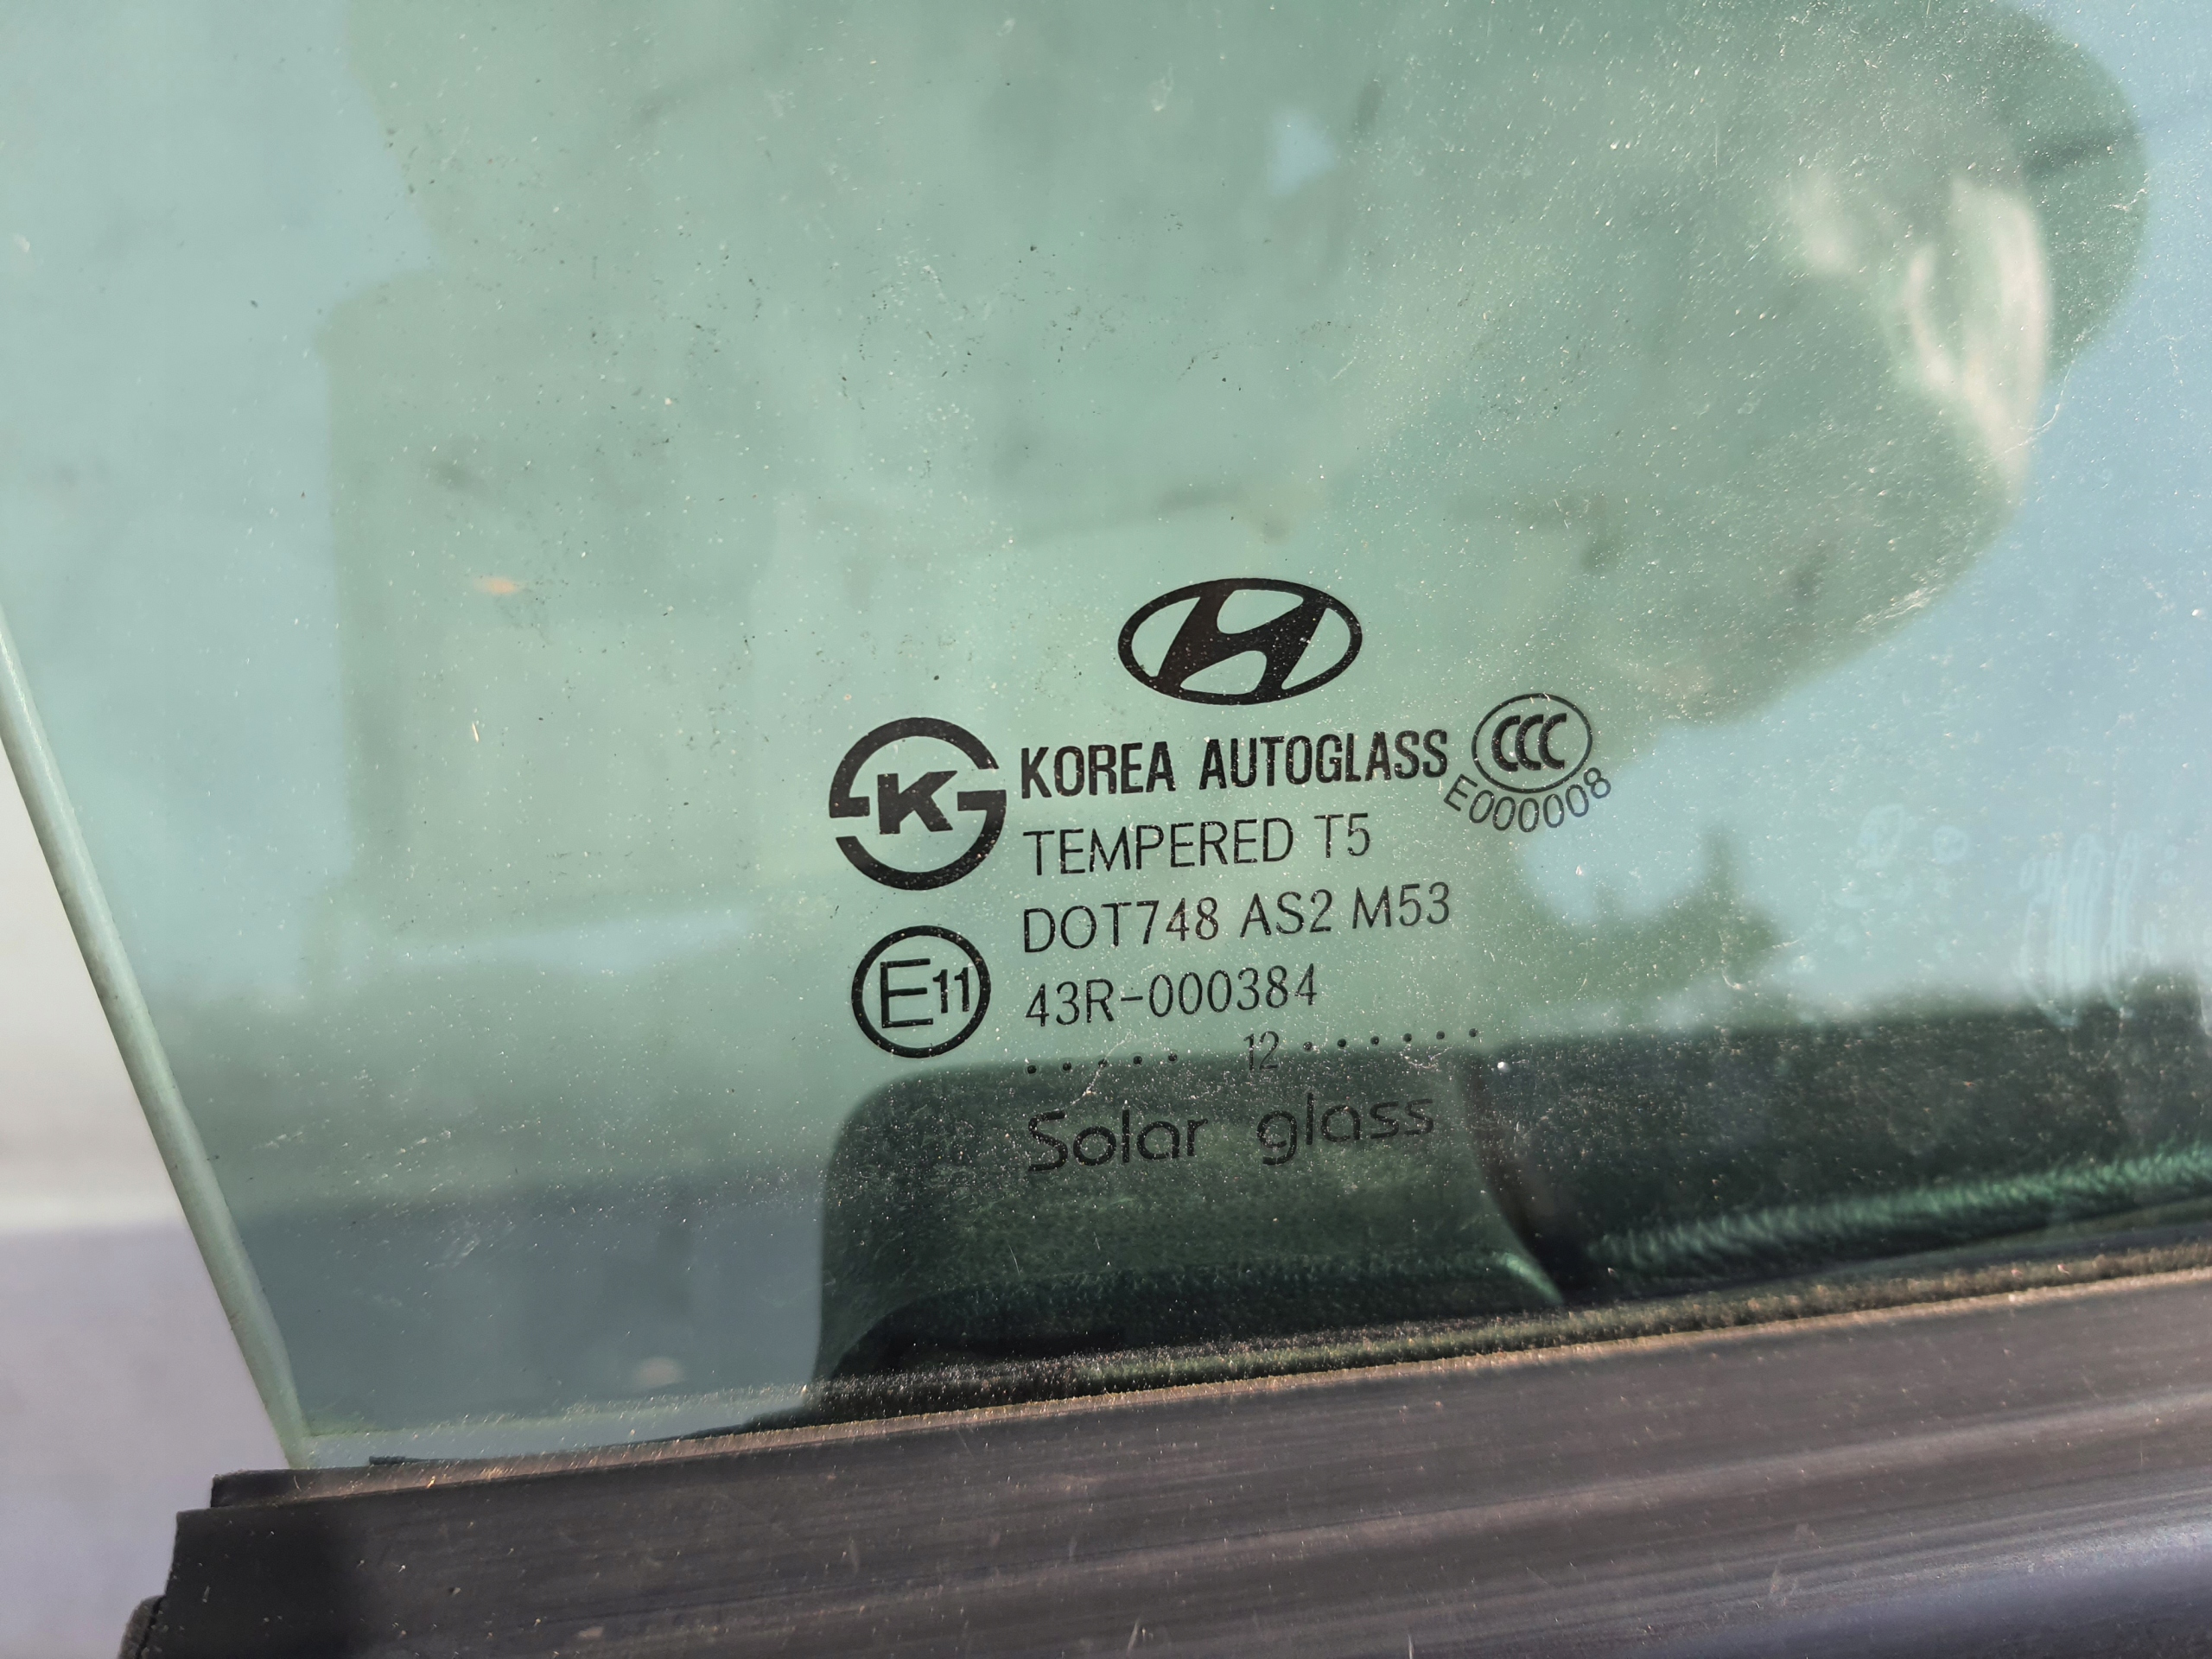 KOREA AUTOGLASS
CCC
E000008
K
TEMPERED T5
DOT748 AS2 M53
E11
43R-000384
..... 12 ......
Solar glass